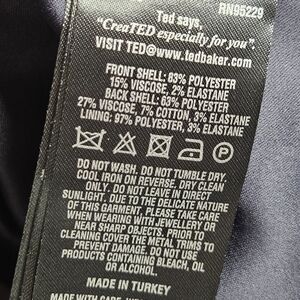 RN95229
Ted says,
"CreaTED especially for you".
VISIT TED@www.tedbaker.com
FRONT SHELL: 83% POLYESTER
15% VISCOSE, 2% ELASTANE
BACK SHELL: 63% POLYESTER
27% VISCOSE, 7% COTTON, 3% ELASTANE
LINING: 97% POLYESTER, 3% ELASTANE
P
DO NOT WASH. DO NOT TUMBLE DRY.
COOL IRON ON REVERSE. DRY CLEAN
ONLY. DO NOT LEAVE IN DIRECT
SUNLIGHT. DUE TO THE DELICATE NATURE
OF THIS GARMENT, PLEASE TAKE CARE
WHEN WEARING WITH JEWELLERY OR
NEAR SHARP OBJECTS. PRIOR TO
CLEANING COVER THE METAL TRIMS TO
PREVENT DAMAGE. DO NOT USE
PRODUCTS CONTAINING BLEACH, OIL
OR ALCOHOL.
MADE IN TURKEY